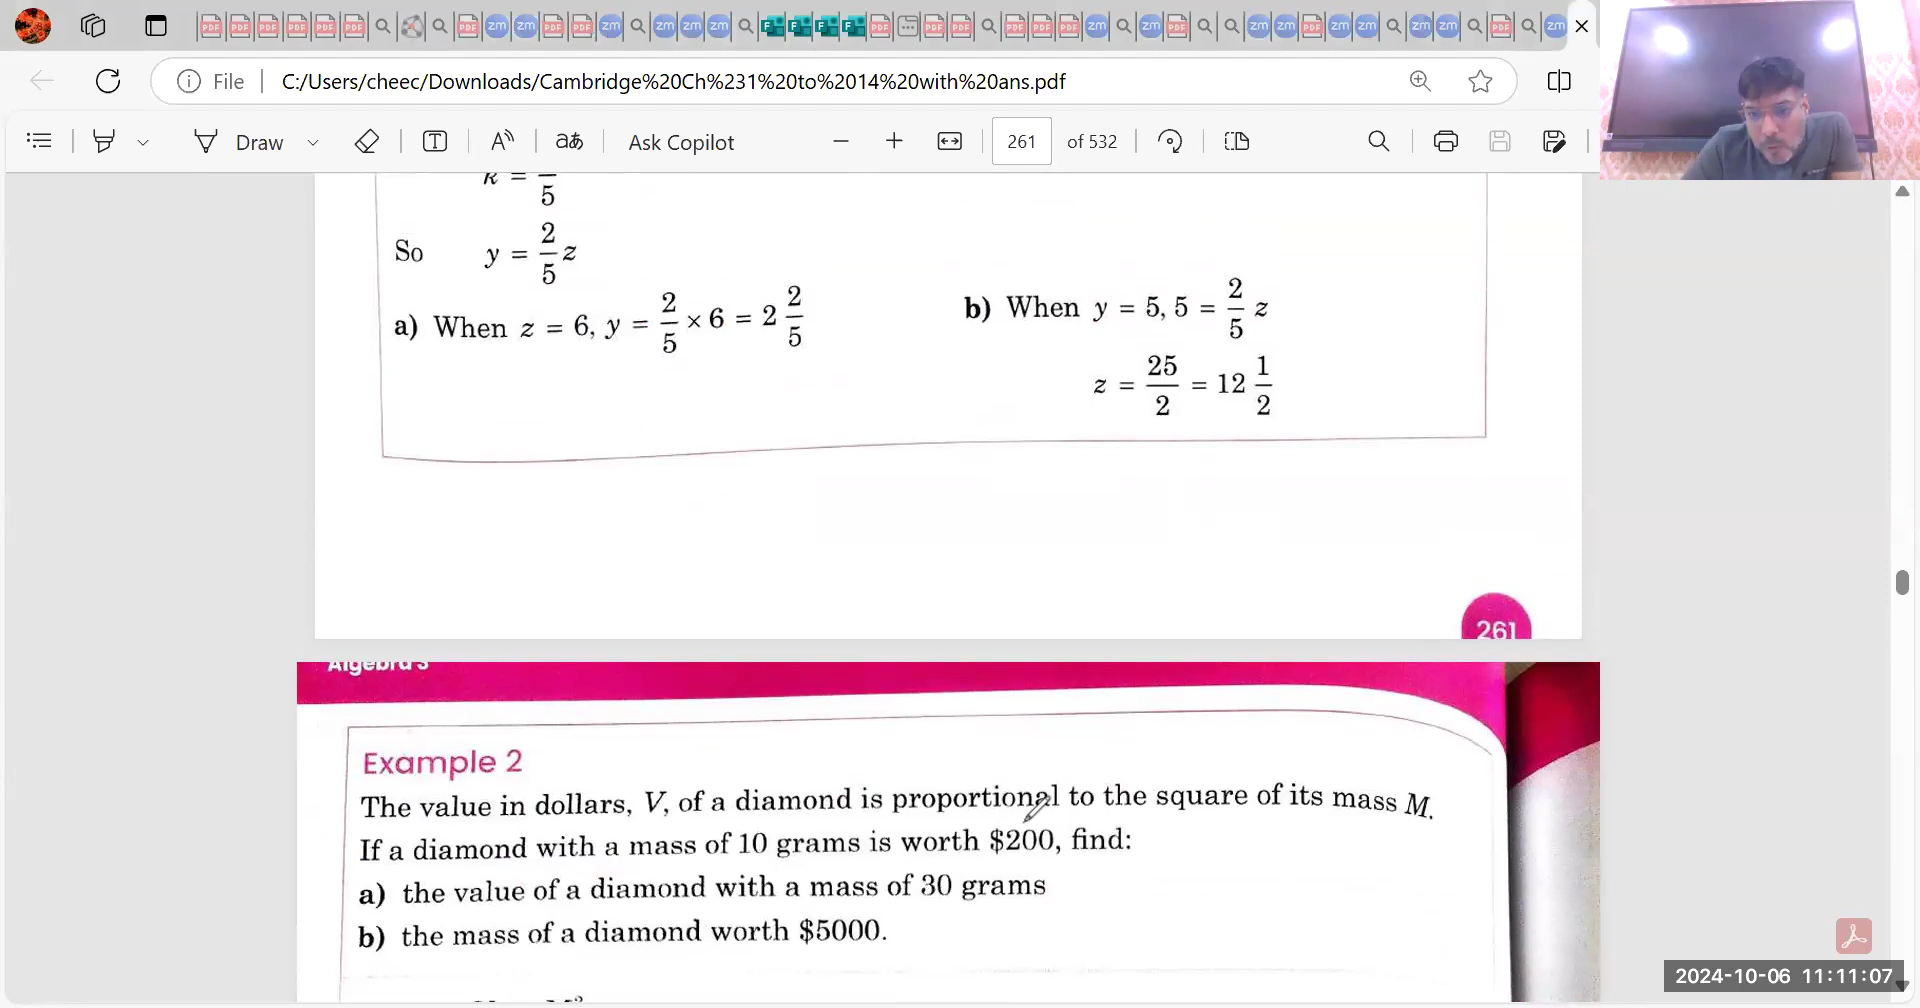 File C:/Users/cheec/Downloads/Cambridge%20Ch%231%20to%2014%20with%20ans.pdf
Draw Ask Copilot 261 of 532
5
So y = 2/5 z
a) When z = 6, y = 2/5 × 6 = 2 2/5
b) When y = 5, 5 = 2/5 z
z = 25/2 = 12 1/2
261
Algebra 3
Example 2
The value in dollars, V, of a diamond is proportional to the square of its mass M.
If a diamond with a mass of 10 grams is worth $200, find:
a) the value of a diamond with a mass of 30 grams
b) the mass of a diamond worth $5000.
2024-10-06 11:11:07